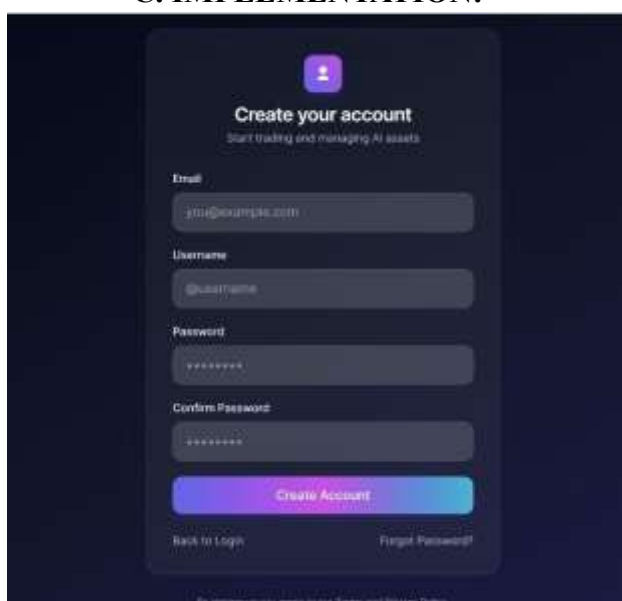 C. IMPLEMENTATION:
Create your account
Start trading and managing AI assets
Email
you@example.com
Username
@username
Password
********
Confirm Password
********
Create Account
Back to Login
Forgot Password?